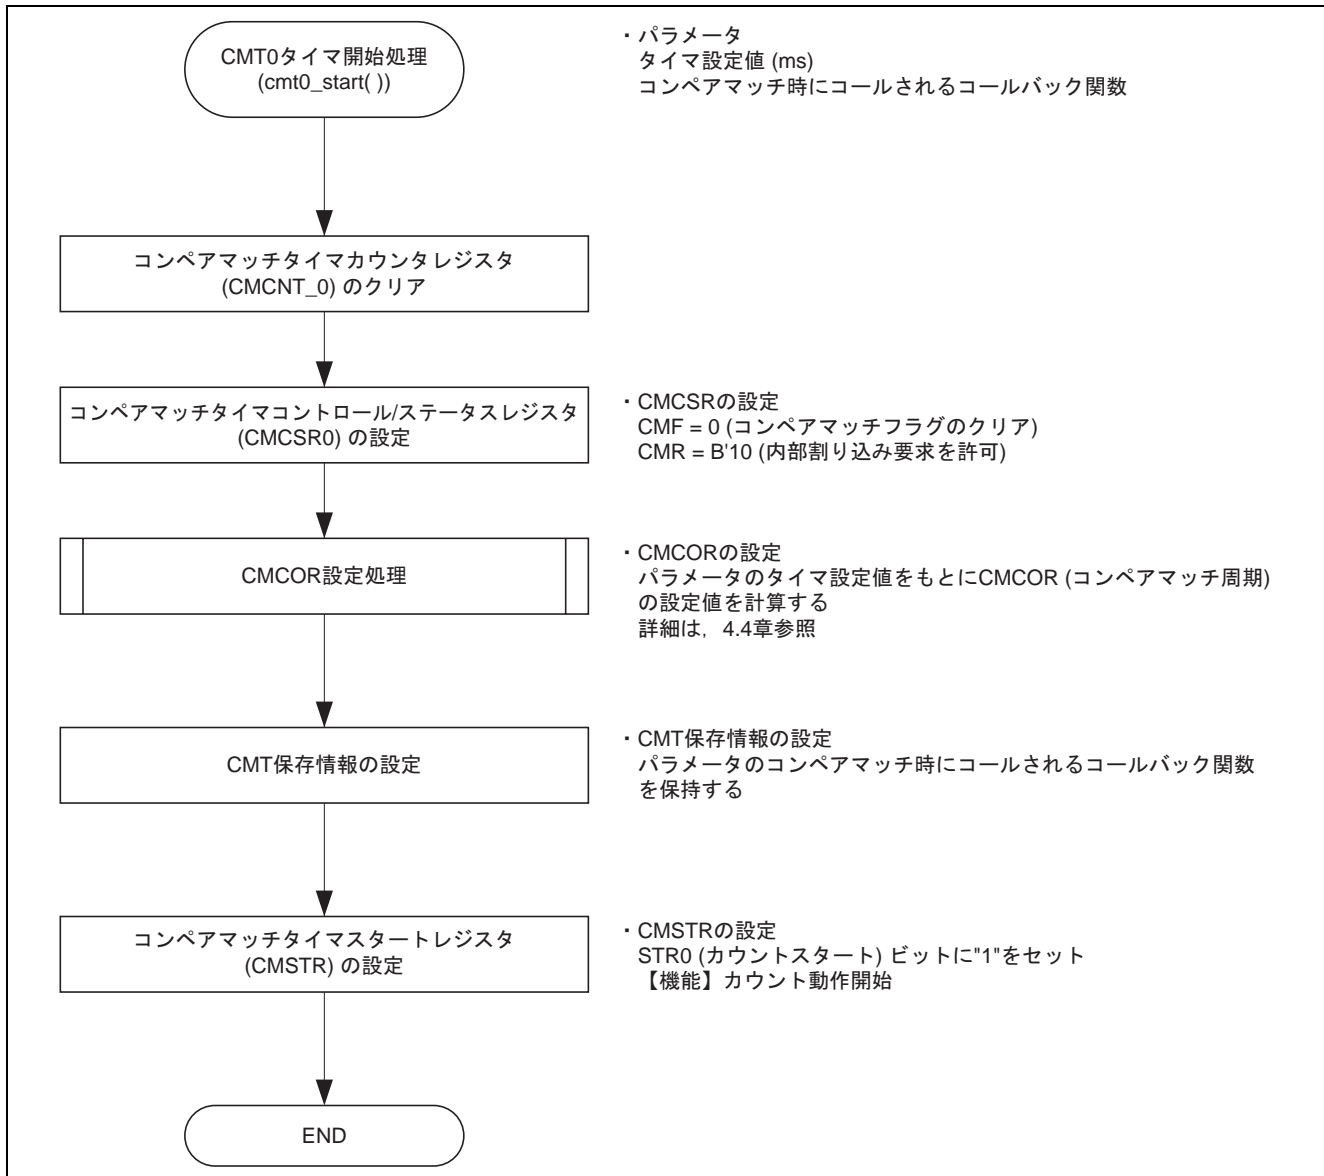 CMT0タイマ開始処理
(cmt0_start( ))
・パラメータ
タイマ設定値 (ms)
コンペアマッチ時にコールされるコールバック関数
コンペアマッチタイマカウンタレジスタ
(CMCNT_0) のクリア
コンペアマッチタイマコントロール/ステータスレジスタ
(CMCSR0) の設定
・CMCSRの設定
CMF = 0 (コンペアマッチフラグのクリア)
CMR = B'10 (内部割り込み要求を許可)
CMCOR設定処理
・CMCORの設定
パラメータのタイマ設定値をもとにCMCOR (コンペアマッチ周期)
の設定値を計算する
詳細は，4.4章参照
CMT保存情報の設定
・CMT保存情報の設定
パラメータのコンペアマッチ時にコールされるコールバック関数
を保持する
コンペアマッチタイマスタートレジスタ
(CMSTR) の設定
・CMSTRの設定
STR0 (カウントスタート) ビットに"1"をセット
【機能】カウント動作開始
END